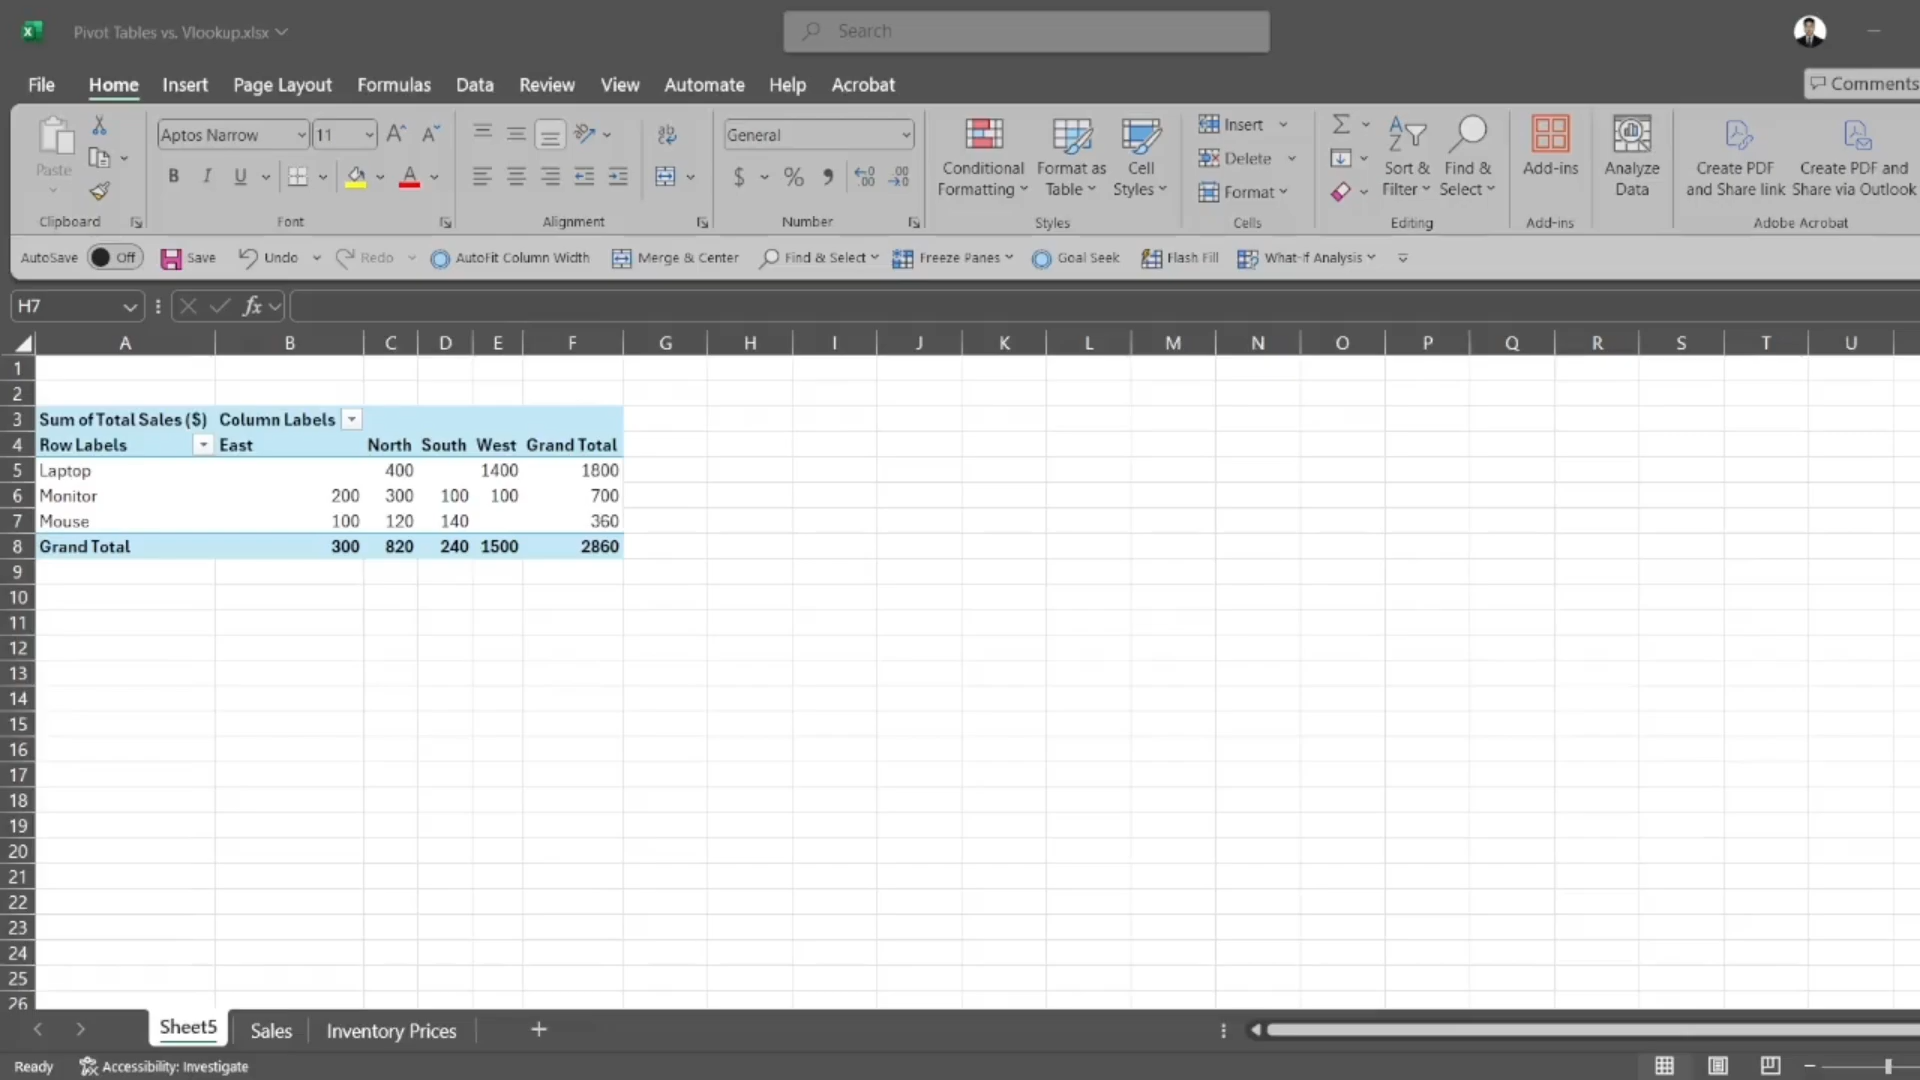 Pivot Tables vs. Vlookup.xlsx
Search
File Home Insert Page Layout Formulas Data Review View Automate Help Acrobat
Comments
Paste
Clipboard
Aptos Narrow 11
B I U A
Font
ab
Alignment
General
$ % 9 .00 .00
Number
Conditional Formatting
Format as Table
Cell Styles
Styles
Insert
Delete
Format
Cells
Sort & Filter
Find & Select
Editing
Add-ins
Add-ins
Analyze Data
Create PDF and Share link
Create PDF and Share via Outlook
Adobe Acrobat
AutoSave Off Save Undo Redo AutoFit Column Width Merge & Center Find & Select Freeze Panes Goal Seek Flash Fill What-if Analysis
H7 fx
A B C D E F G H I J K L M N O P Q R S T U
1
2
3 Sum of Total Sales ($) Column Labels
4 Row Labels East North South West Grand Total
5 Laptop 400 1400 1800
6 Monitor 200 300 100 100 700
7 Mouse 100 120 140 360
8 Grand Total 300 820 240 1500 2860
9
10
11
12
13
14
15
16
17
18
19
20
21
22
23
24
25
26
Sheet5 Sales Inventory Prices
Ready Accessibility: Investigate